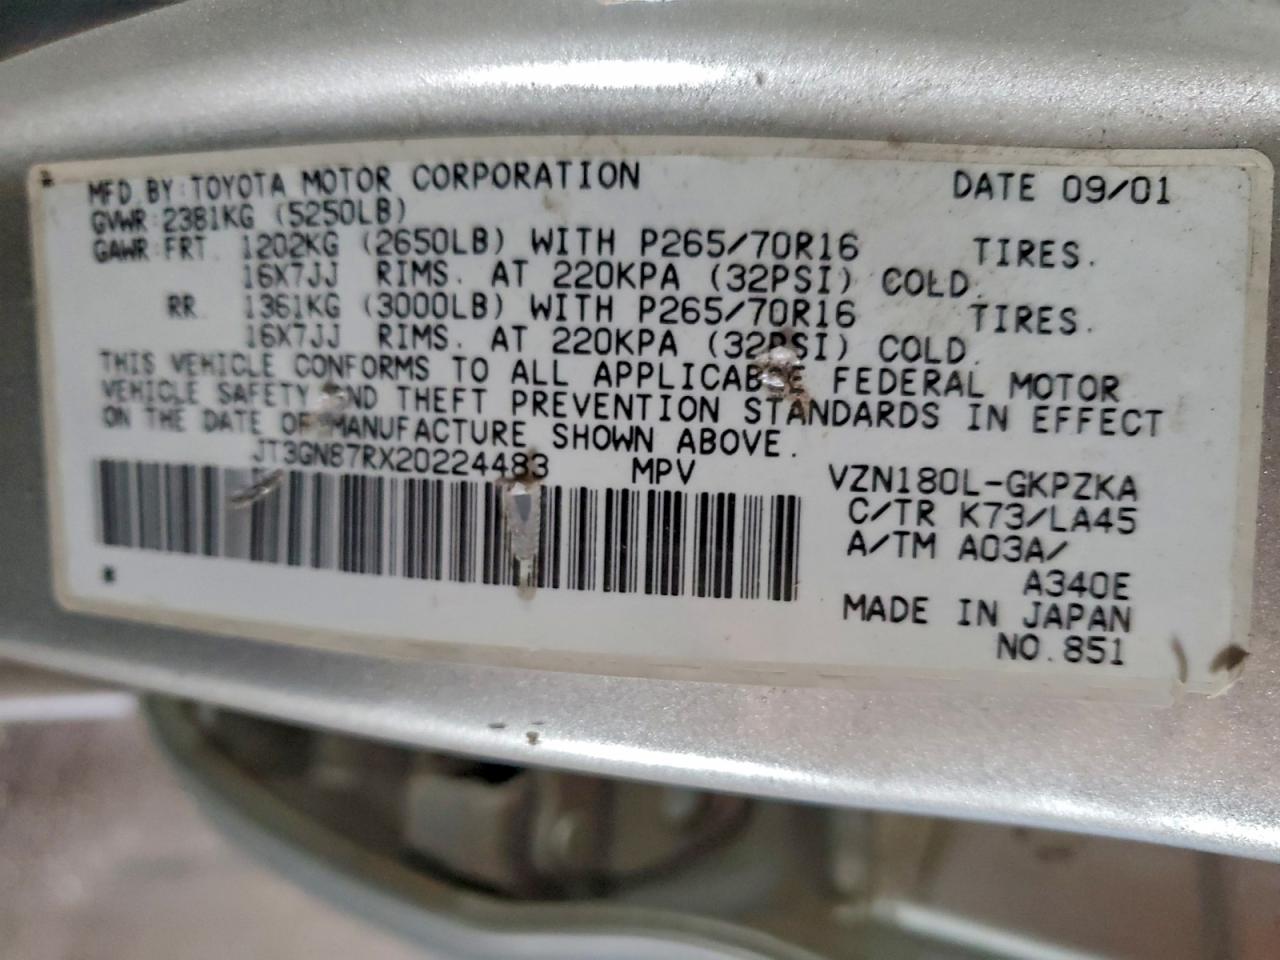 MFD. BY: TOYOTA MOTOR CORPORATION DATE 09/01
GVWR: 2381KG (5250LB)
GAWR: FRT. 1202KG (2650LB) WITH P265/70R16 TIRES.
16X7JJ RIMS. AT 220KPA (32PSI) COLD.
RR. 1361KG (3000LB) WITH P265/70R16 TIRES.
16X7JJ RIMS. AT 220KPA (32PSI) COLD.
THIS VEHICLE CONFORMS TO ALL APPLICABLE FEDERAL MOTOR
VEHICLE SAFETY AND THEFT PREVENTION STANDARDS IN EFFECT
ON THE DATE OF MANUFACTURE SHOWN ABOVE.
JT3GN87RX20224483 MPV VZN180L-GKPZKA
C/TR K73/LA45
A/TM A03A/
A340E
MADE IN JAPAN
NO. 851